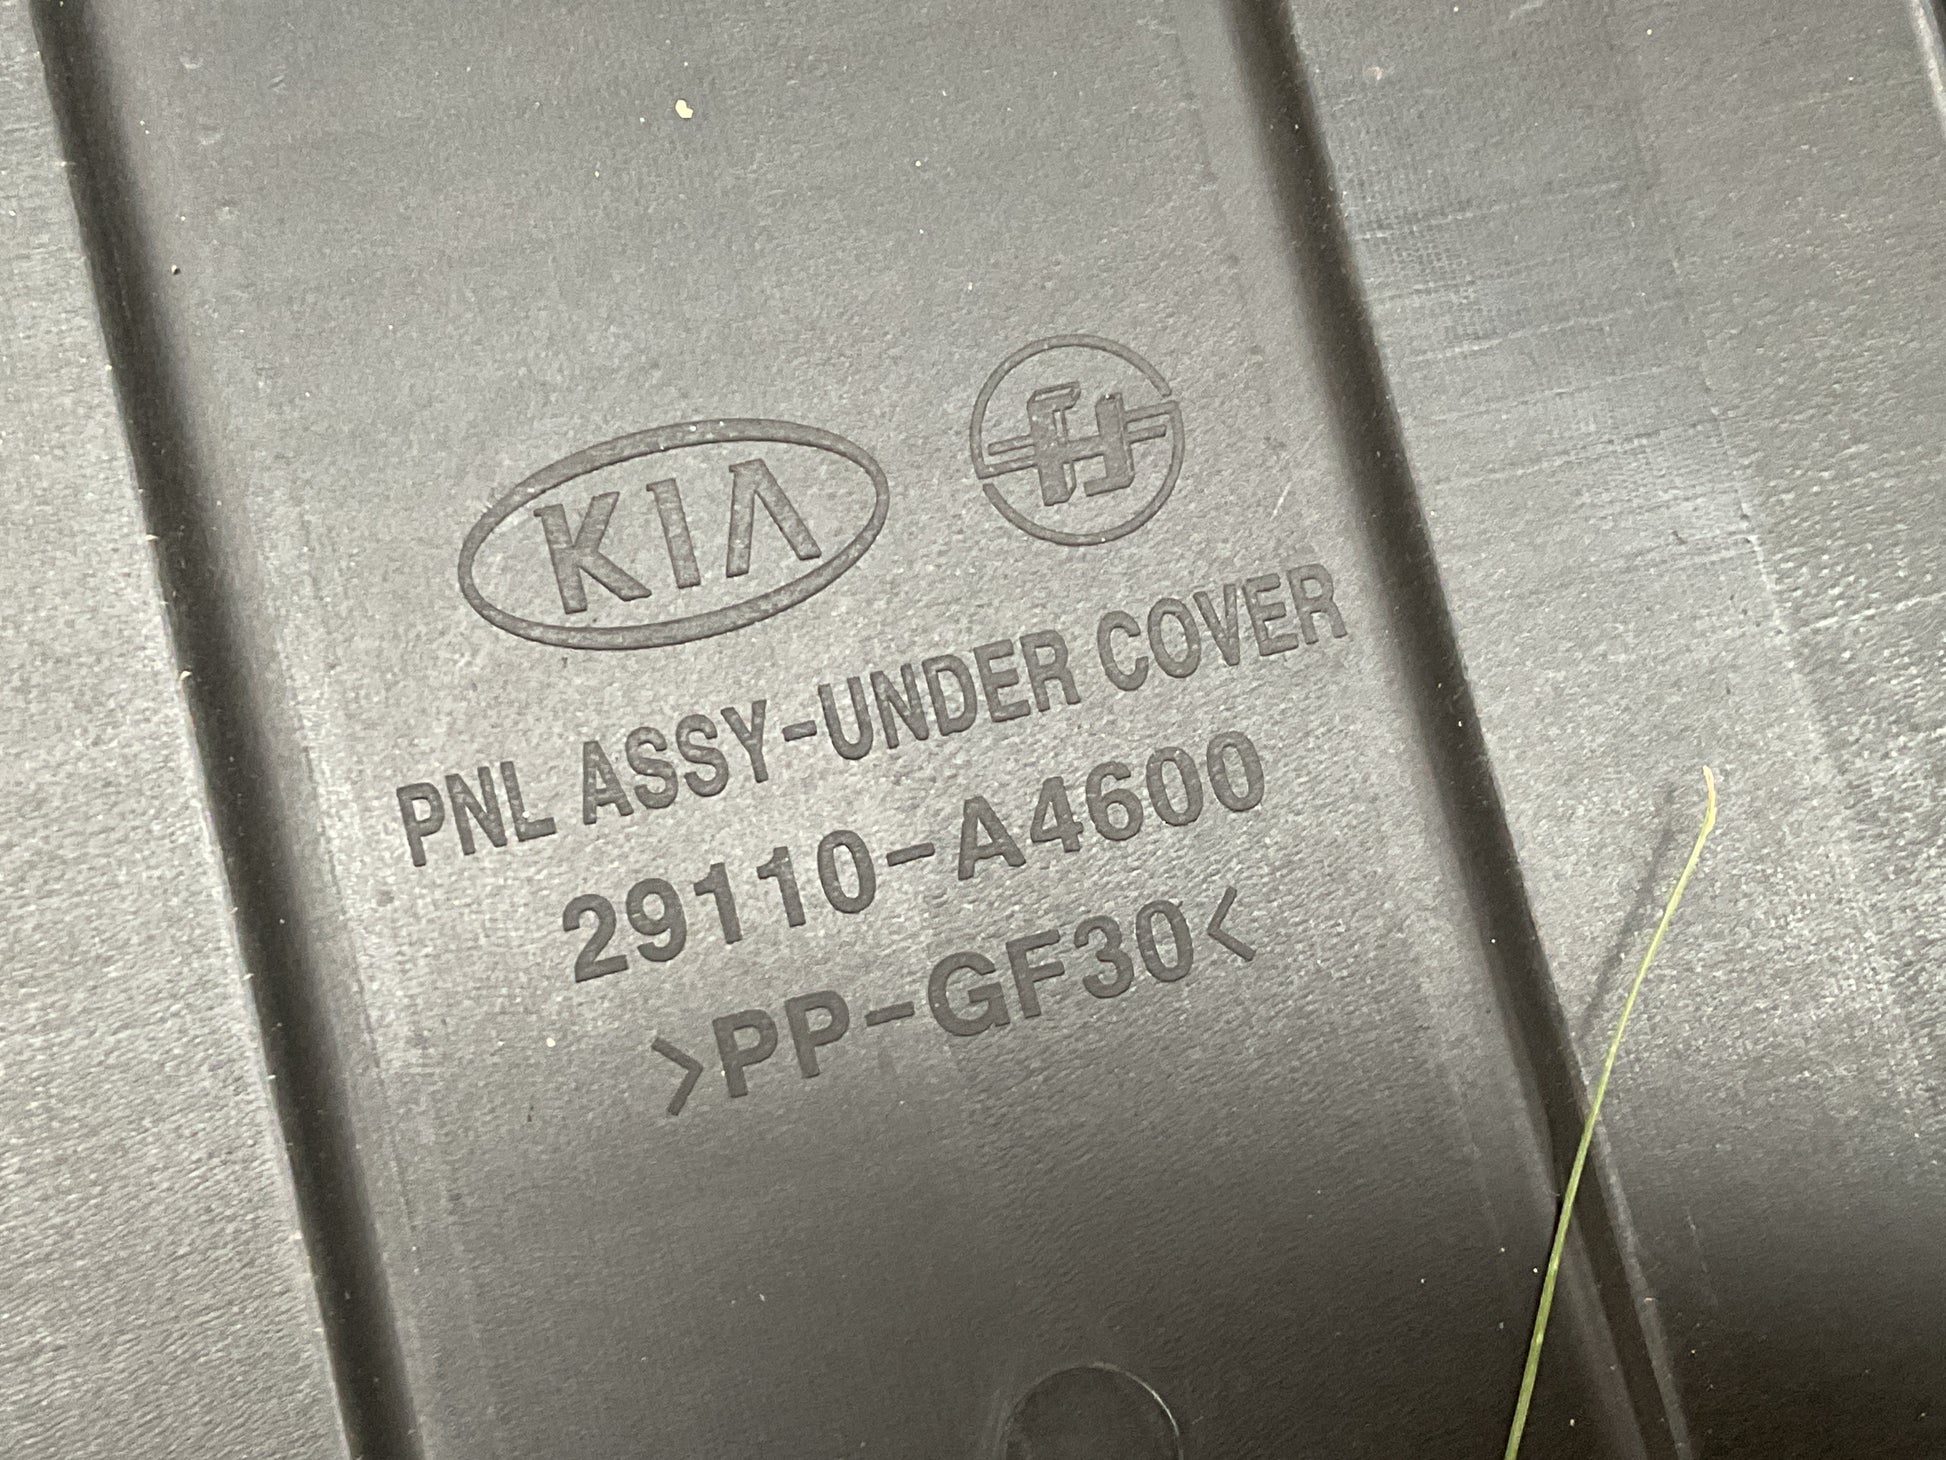 KIA
PNL ASSY-UNDER COVER
29110-A4600
>PP-GF30<